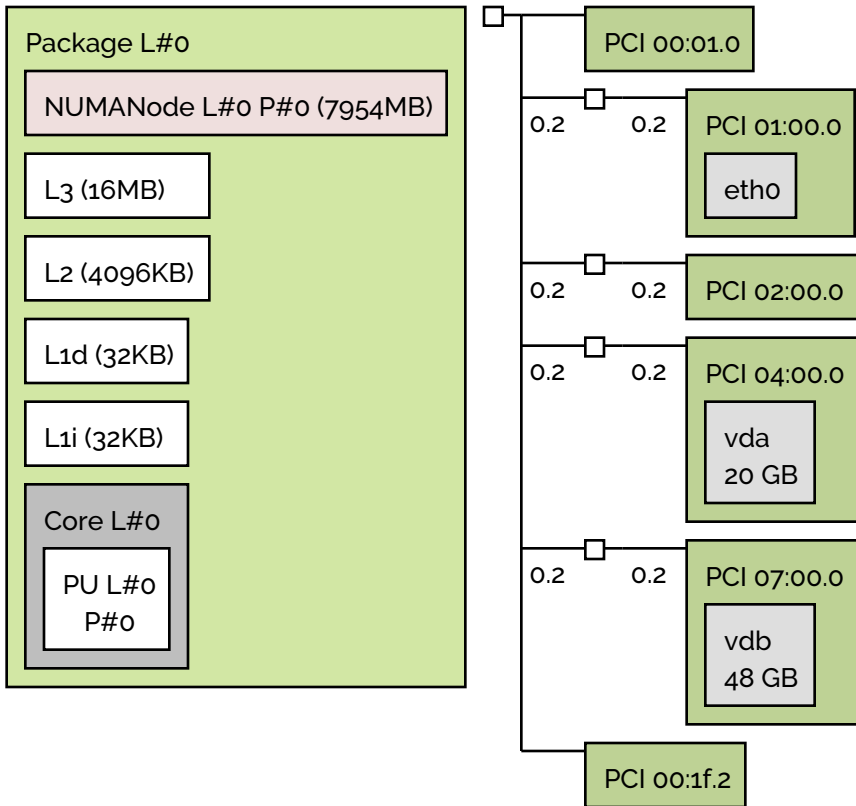 Package L#0
NUMANode L#0 P#0 (7954MB)
L3 (16MB)
L2 (4096KB)
L1d (32KB)
L1i (32KB)
Core L#0
PU L#0
P#0
PCI 00:01.0
0.2
0.2
PCI 01:00.0
eth0
0.2
0.2
PCI 02:00.0
0.2
0.2
PCI 04:00.0
vda
20 GB
0.2
0.2
PCI 07:00.0
vdb
48 GB
PCI 00:1f.2